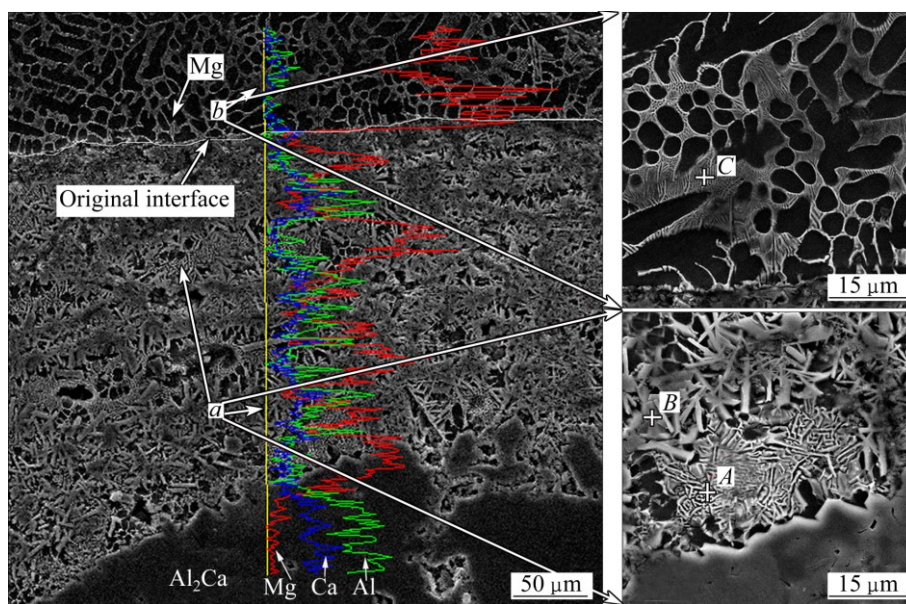 Mg
b
Original interface
a
Al₂Ca
Mg Ca Al
50 μm
C
15 μm
B
A
15 μm